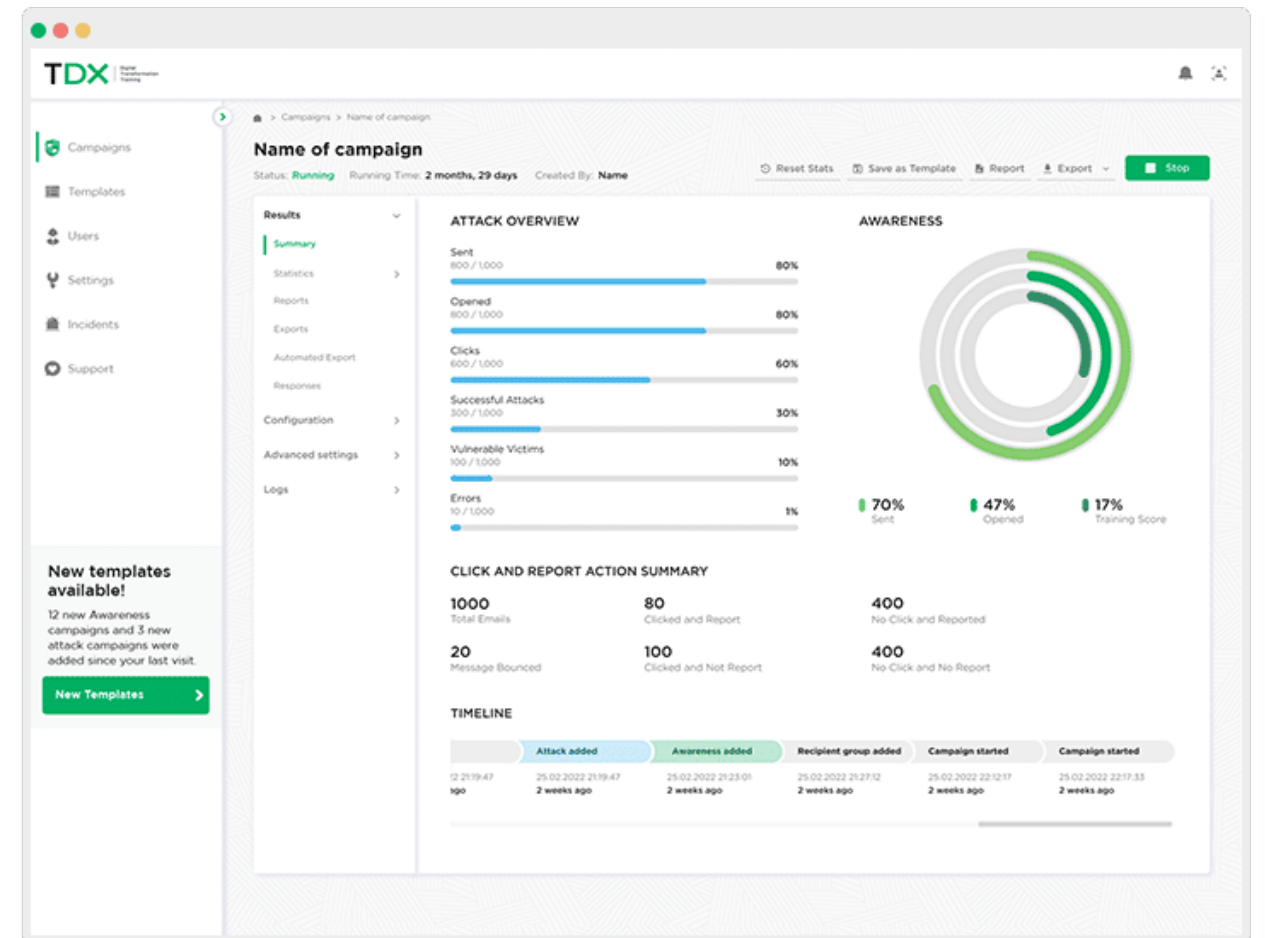 TDX
Digital
Transformation
Training
> Campaigns > Name of campaign
Name of campaign
Status: Running Running Time: 2 months, 29 days Created By: Name
Reset Stats Save as Template Report Export Stop
Campaigns
Templates
Users
Settings
Incidents
Support
New templates
available!
12 new Awareness
campaigns and 3 new
attack campaigns were
added since your last visit.
New Templates
Results
Summary
Statistics
Reports
Exports
Automated Export
Responses
Configuration
Advanced settings
Logs
ATTACK OVERVIEW
Sent
800 / 1,000 80%
Opened
800 / 1,000 80%
Clicks
600 / 1,000 60%
Successful Attacks
300 / 1,000 30%
Vulnerable Victims
100 / 1,000 10%
Errors
10 / 1,000 1%
AWARENESS
70% 47% 17%
Sent Opened Training Score
CLICK AND REPORT ACTION SUMMARY
1000 80 400
Total Emails Clicked and Report No Click and Reported
20 100 400
Message Bounced Clicked and Not Report No Click and No Report
TIMELINE
Attack added Awareness added Recipient group added Campaign started Campaign started
22 21:19:47 25.02.2022 21:19:47 25.02.2022 21:23:01 25.02.2022 21:27:12 25.02.2022 22:12:17 25.02.2022 22:17:33
ago 2 weeks ago 2 weeks ago 2 weeks ago 2 weeks ago 2 weeks ago